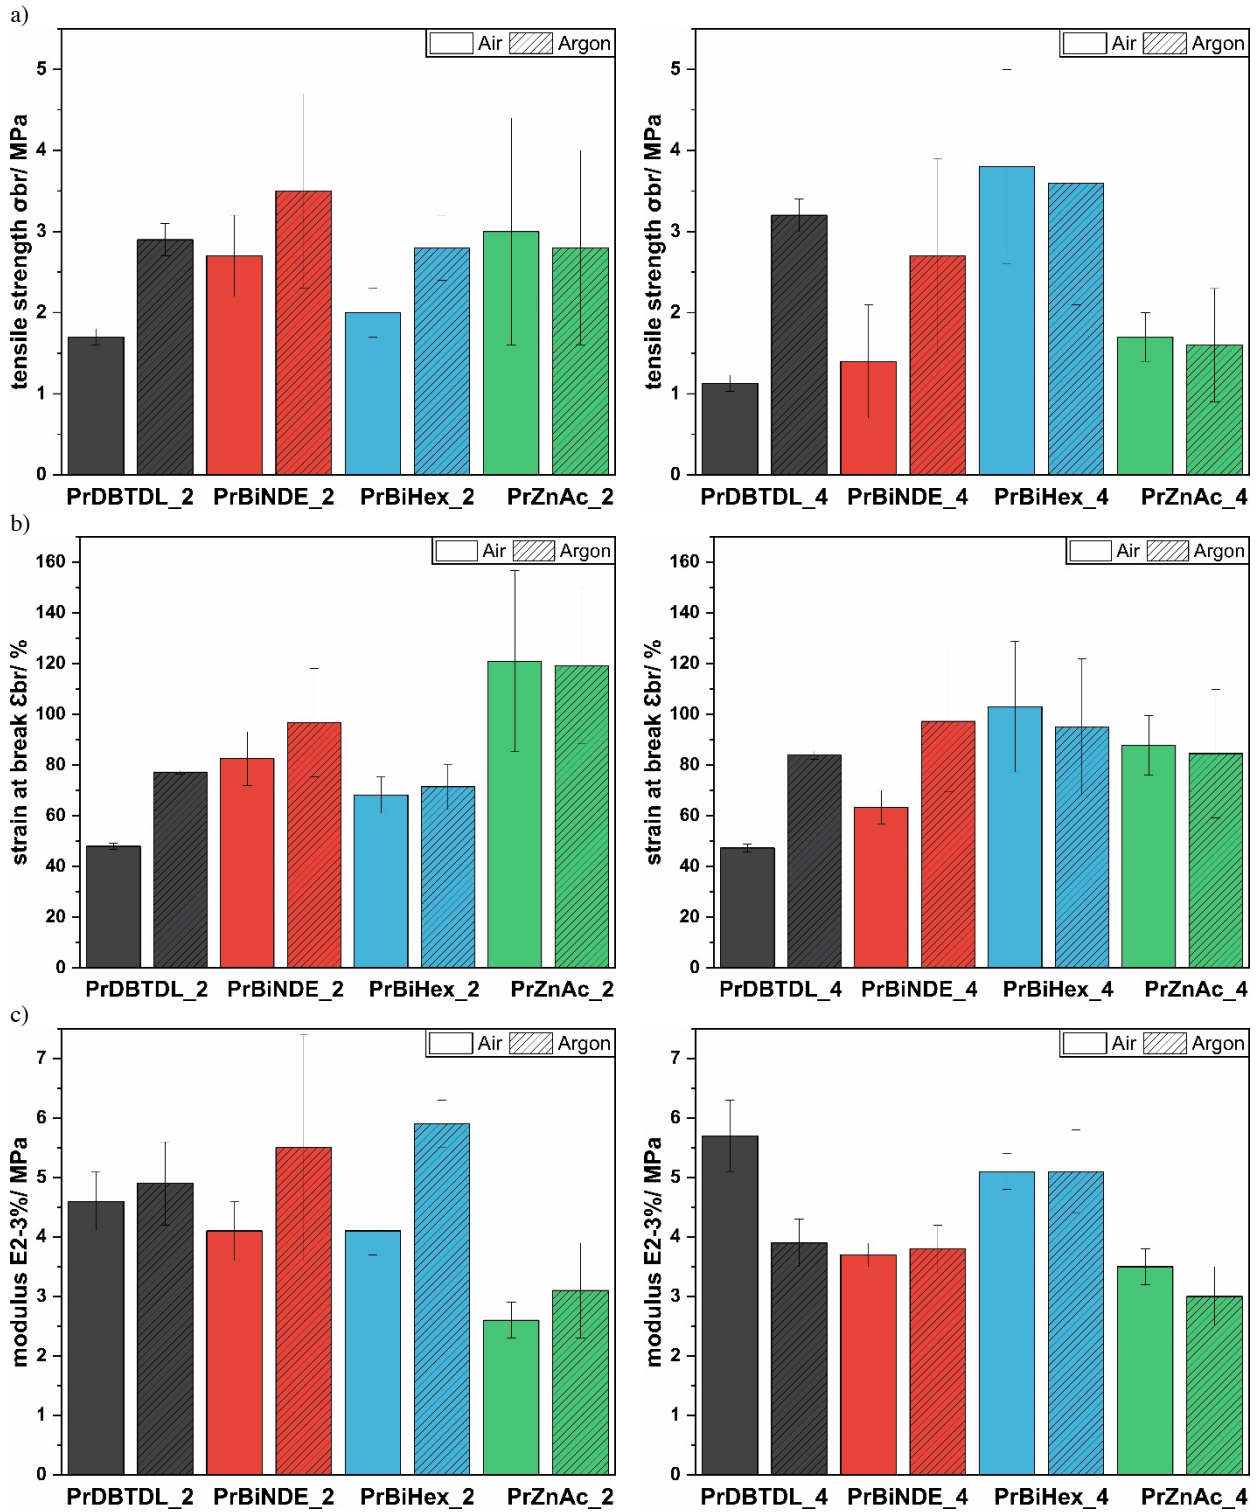 a)
Air Argon
tensile strength σbr/ MPa
5
4
3
2
1
0
PrDBTDL_2 PrBiNDE_2 PrBiHex_2 PrZnAc_2
Air Argon
tensile strength σbr/ MPa
5
4
3
2
1
0
PrDBTDL_4 PrBiNDE_4 PrBiHex_4 PrZnAc_4
b)
Air Argon
strain at break Ɛbr/ %
160
140
120
100
80
60
40
20
0
PrDBTDL_2 PrBiNDE_2 PrBiHex_2 PrZnAc_2
Air Argon
strain at break Ɛbr/ %
160
140
120
100
80
60
40
20
0
PrDBTDL_4 PrBiNDE_4 PrBiHex_4 PrZnAc_4
c)
Air Argon
modulus E2-3%/ MPa
7
6
5
4
3
2
1
0
PrDBTDL_2 PrBiNDE_2 PrBiHex_2 PrZnAc_2
Air Argon
modulus E2-3%/ MPa
7
6
5
4
3
2
1
0
PrDBTDL_4 PrBiNDE_4 PrBiHex_4 PrZnAc_4